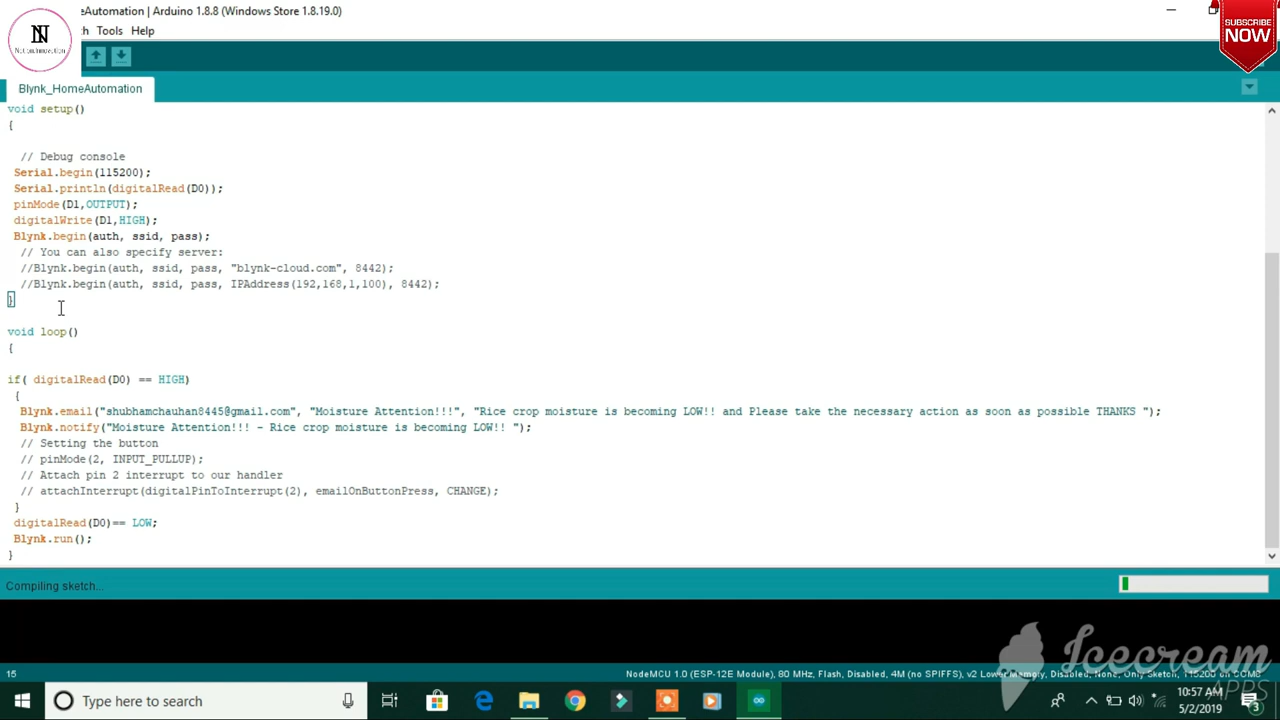 eAutomation | Arduino 1.8.8 (Windows Store 1.8.19.0)
h Tools Help
N
SUBSCRIBE
NOW
Blynk_HomeAutomation
void setup()
{
// Debug console
Serial.begin(115200);
Serial.println(digitalRead(D0));
pinMode(D1,OUTPUT);
digitalWrite(D1,HIGH);
Blynk.begin(auth, ssid, pass);
// You can also specify server:
//Blynk.begin(auth, ssid, pass, "blynk-cloud.com", 8442);
//Blynk.begin(auth, ssid, pass, IPAddress(192,168,1,100), 8442);
}
void loop()
{
if( digitalRead(D0) == HIGH)
{
Blynk.email("shubhamchauhan8445@gmail.com", "Moisture Attention!!!", "Rice crop moisture is becoming LOW!! and Please take the necessary action as soon as possible THANKS ");
Blynk.notify("Moisture Attention!!! - Rice crop moisture is becoming LOW!! ");
// Setting the button
// pinMode(2, INPUT_PULLUP);
// Attach pin 2 interrupt to our handler
// attachInterrupt(digitalPinToInterrupt(2), emailOnButtonPress, CHANGE);
}
digitalRead(D0)== LOW;
Blynk.run();
}
Compiling sketch...
Icecream
APPS
NodeMCU 1.0 (ESP-12E Module), 80 MHz, Flash, Disabled, 4M (no SPIFFS), v2 Lower Memory, Disabled, None, Only Sketch, 115200 on COM6
Type here to search
10:57 AM
5/2/2019
3